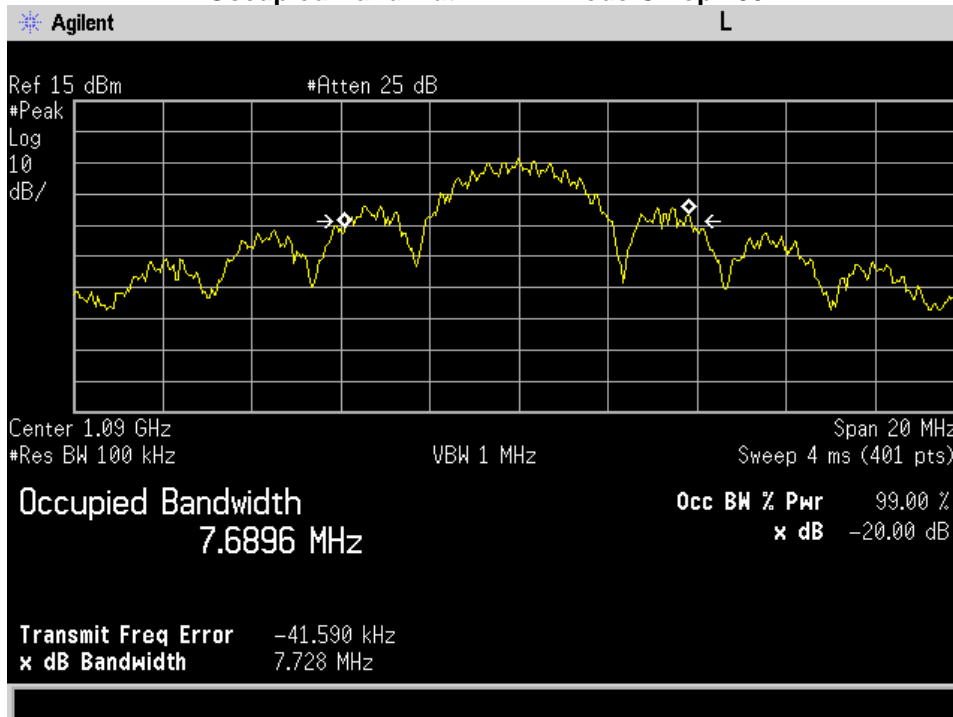 Agilent L
Ref 15 dBm #Atten 25 dB
#Peak
Log
10
dB/
Center 1.09 GHz Span 20 MHz
#Res BW 100 kHz VBW 1 MHz Sweep 4 ms (401 pts)
Occupied Bandwidth
7.6896 MHz
Occ BW % Pwr 99.00 %
x dB -20.00 dB
Transmit Freq Error -41.590 kHz
x dB Bandwidth 7.728 MHz